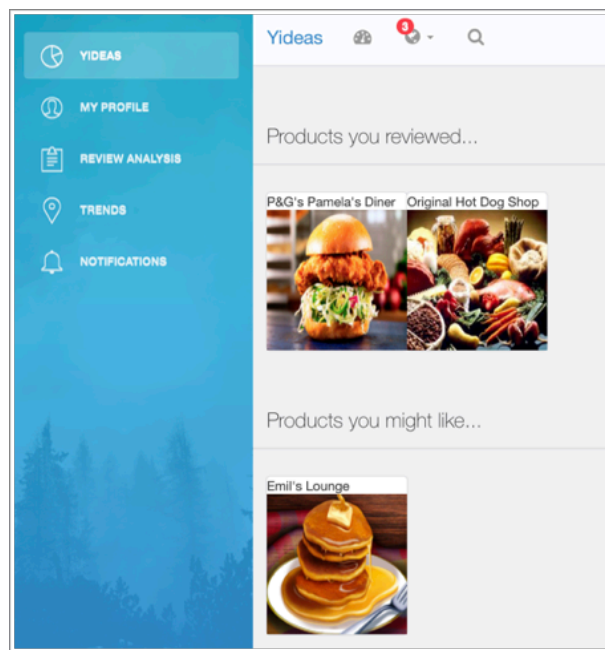 YIDEAS
MY PROFILE
REVIEW ANALYSIS
TRENDS
NOTIFICATIONS
Yideas
3
Products you reviewed...
P&G's Pamela's Diner
Original Hot Dog Shop
Products you might like...
Emil's Lounge